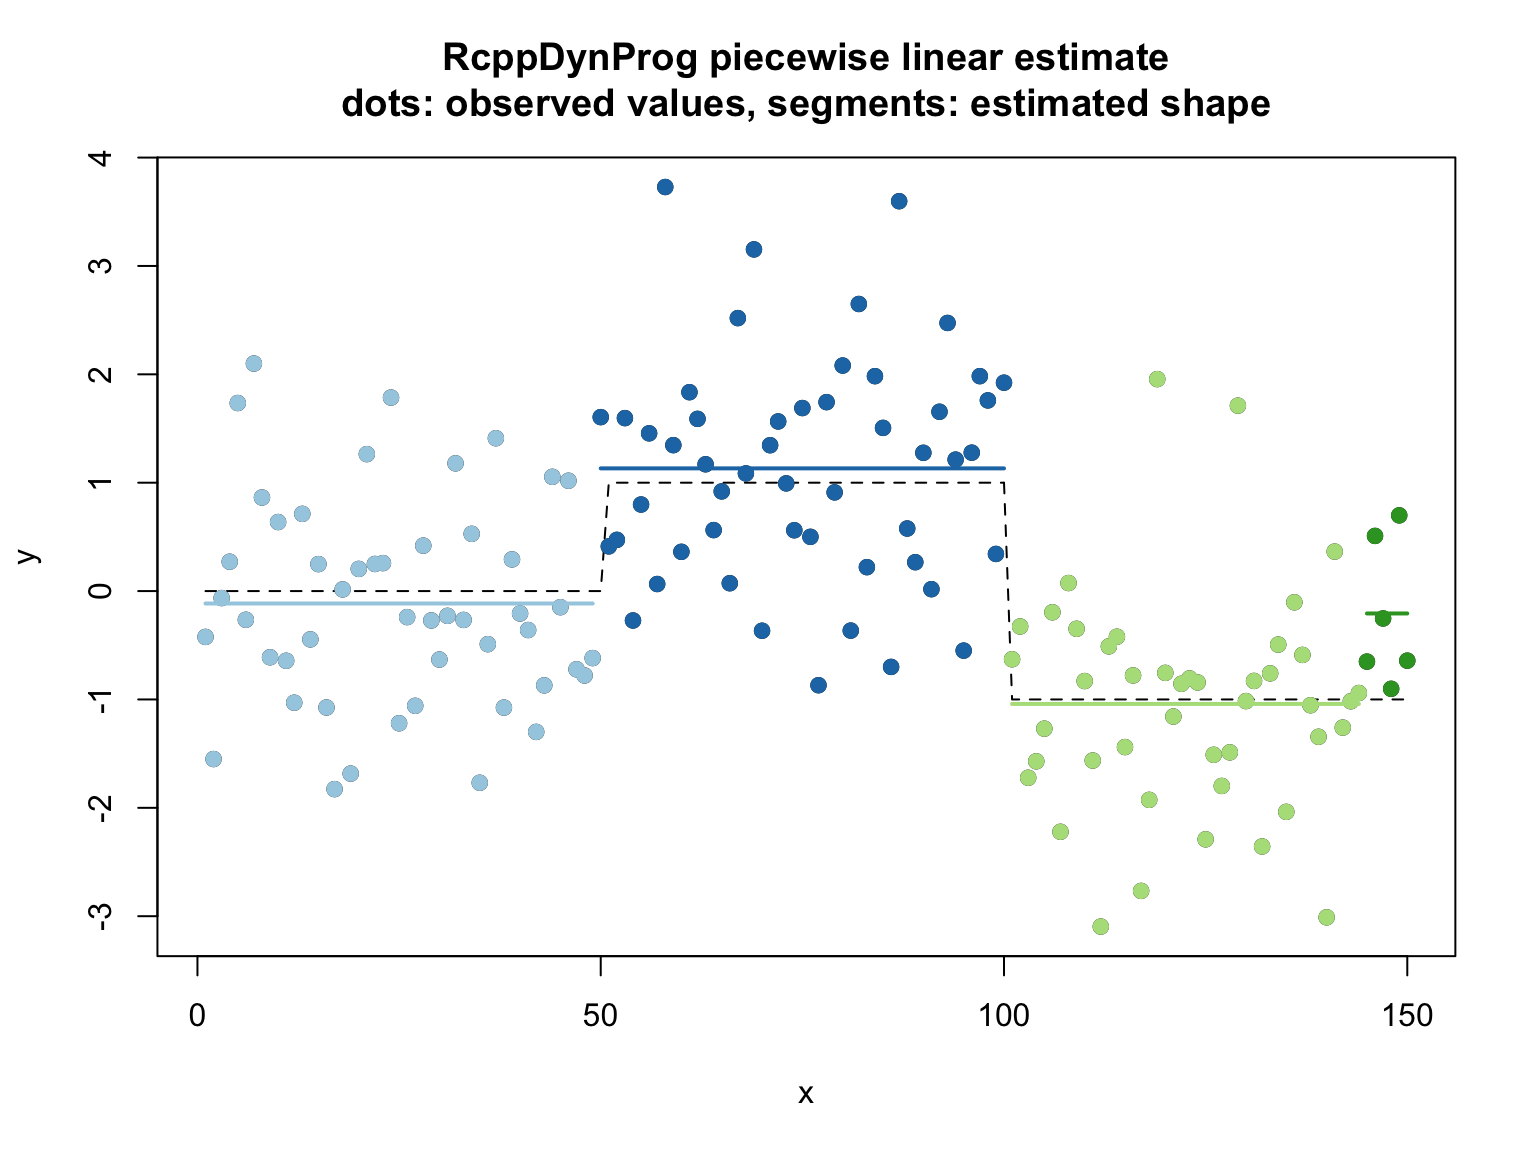 RcppDynProg piecewise linear estimate
dots: observed values, segments: estimated shape
4
3
2
1
0
-1
-2
-3
y
0 50 100 150
x